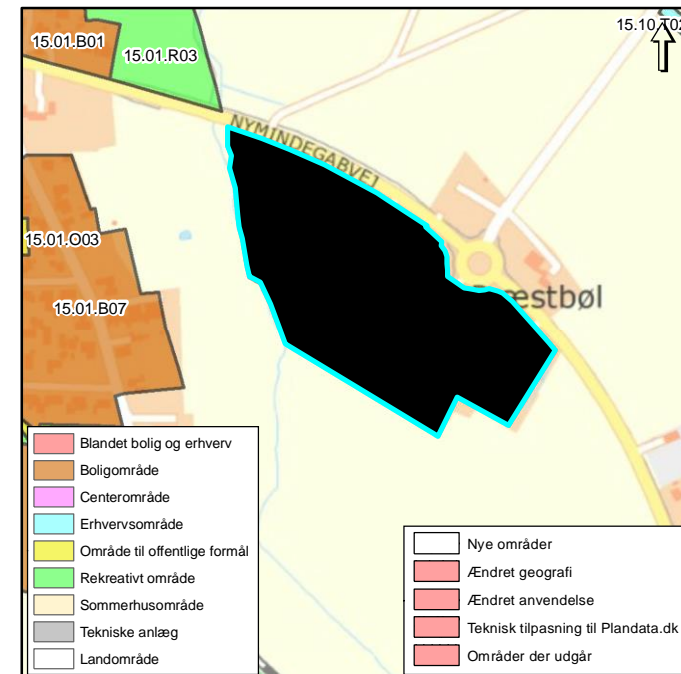 15.01.B01
15.01.R03
15.10.T02
NYMINDEGABVEJ
15.01.O03
15.01.B07
Blandet bolig og erhverv
Boligområde
Centerområde
Erhvervsområde
Område til offentlige formål
Rekreativt område
Sommerhusområde
Tekniske anlæg
Landområde
Nye områder
Ændret geografi
Ændret anvendelse
Teknisk tilpasning til Plandata.dk
Områder der udgår